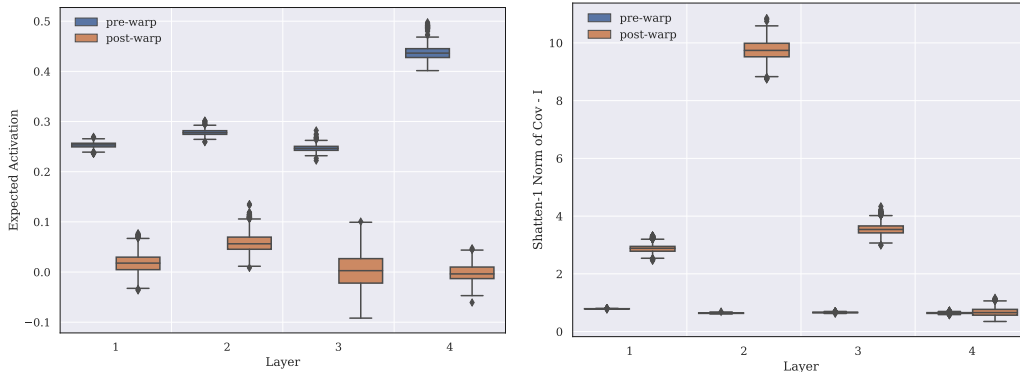 pre-warp
post-warp
0.5
0.4
0.3
0.2
0.1
0.0
−0.1
Expected Activation
1 2 3 4
Layer
pre-warp
post-warp
10
8
6
4
2
0
Shatten-1 Norm of Cov - I
1 2 3 4
Layer